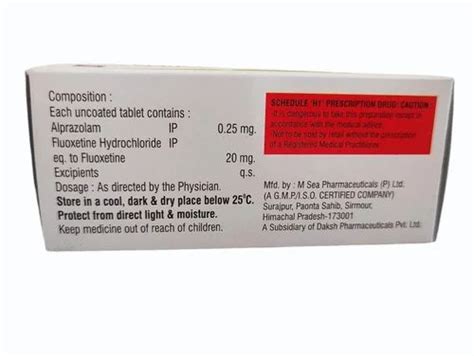 Composition :
Each uncoated tablet contains :
Alprazolam IP 0.25 mg.
Fluoxetine Hydrochloride IP
eq. to Fluoxetine 20 mg.
Excipients q.s.
Dosage : As directed by the Physician.
Store in a cool, dark & dry place below 25°C.
Protect from direct light & moisture.
Keep medicine out of reach of children.
SCHEDULE 'H1' PRESCRIPTION DRUG: CAUTION
-It is dangerous to take this preparation except in
accordance with the medical advice.
-Not to be sold by retail without the prescription
of a Registered Medical Practitioner.
Mfd. by : M Sea Pharmaceuticals (P) Ltd.
(A G.M.P./I.S.O. CERTIFIED COMPANY)
Surajpur, Paonta Sahib, Sirmour,
Himachal Pradesh-173001
A Subsidiary of Daksh Pharmaceuticals Pvt. Ltd.